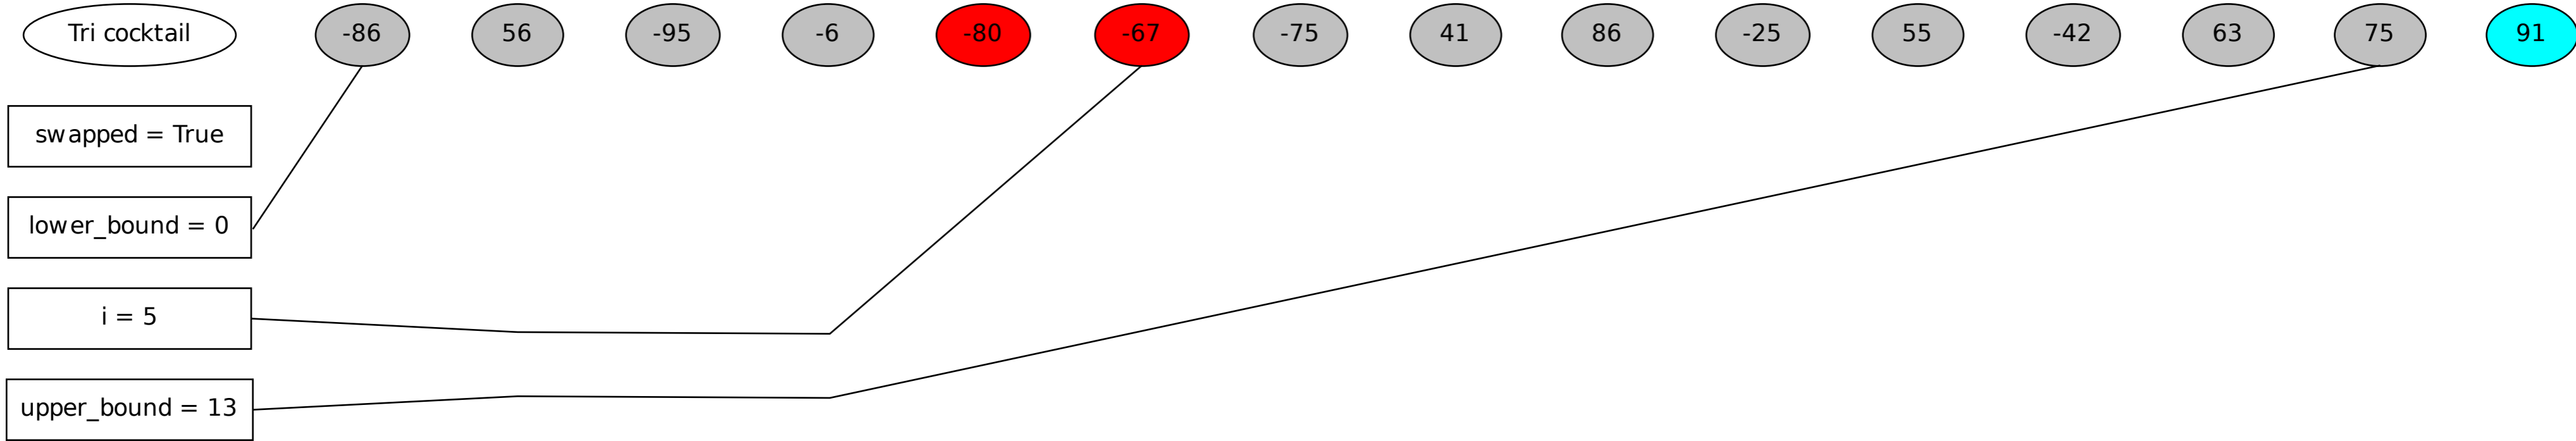 Tri cocktail -86 56 -95 -6 -80 -67 -75 41 86 -25 55 -42 63 75 91
swapped = True
lower_bound = 0
i = 5
upper_bound = 13